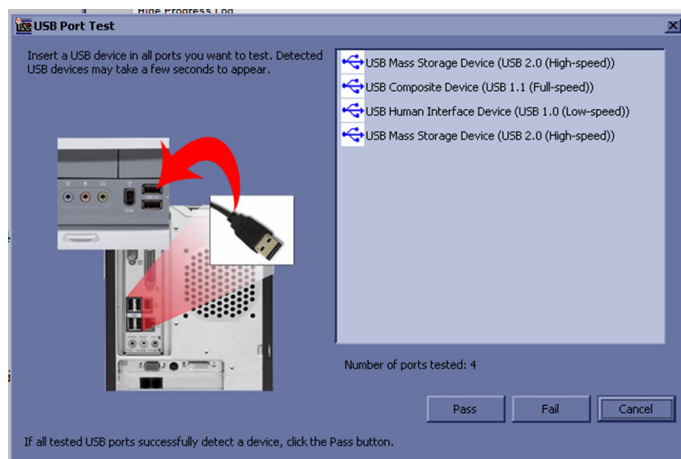 Hide Progress Log
USB Port Test
Insert a USB device in all ports you want to test. Detected
USB devices may take a few seconds to appear.
USB Mass Storage Device (USB 2.0 (High-speed))
USB Composite Device (USB 1.1 (Full-speed))
USB Human Interface Device (USB 1.0 (Low-speed))
USB Mass Storage Device (USB 2.0 (High-speed))
Number of ports tested: 4
Pass
Fail
Cancel
If all tested USB ports successfully detect a device, click the Pass button.